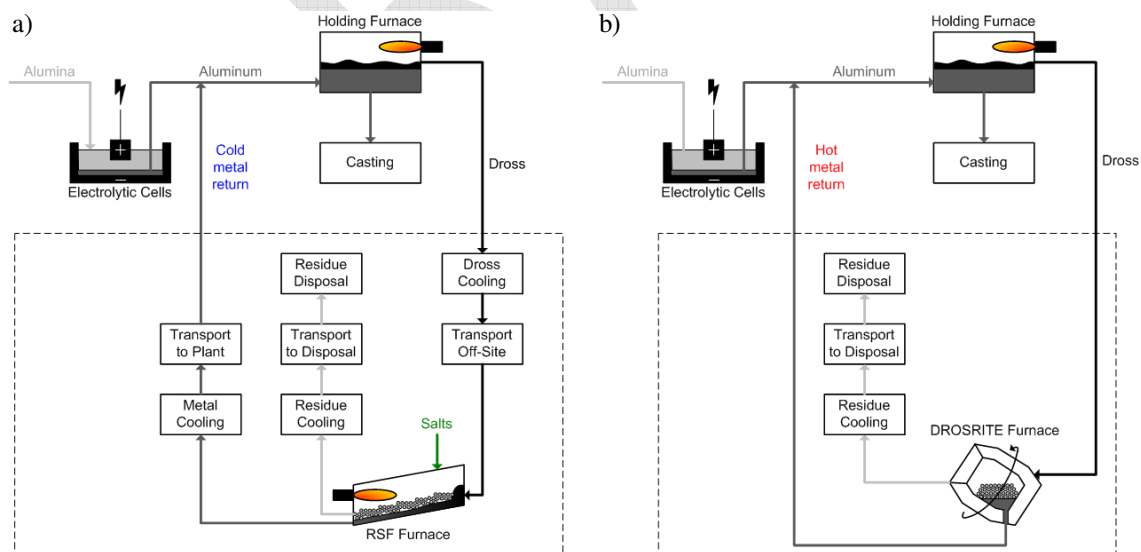 a)
Holding Furnace
Alumina
Aluminum
+
–
Electrolytic Cells
Cold
metal
return
Casting
Dross
Residue
Disposal
Dross
Cooling
Transport
to Plant
Transport
to Disposal
Transport
Off-Site
Metal
Cooling
Residue
Cooling
Salts
RSF Furnace
b)
Holding Furnace
Alumina
Aluminum
+
–
Electrolytic Cells
Hot
metal
return
Casting
Dross
Residue
Disposal
Transport
to Disposal
Residue
Cooling
DROSRITE Furnace